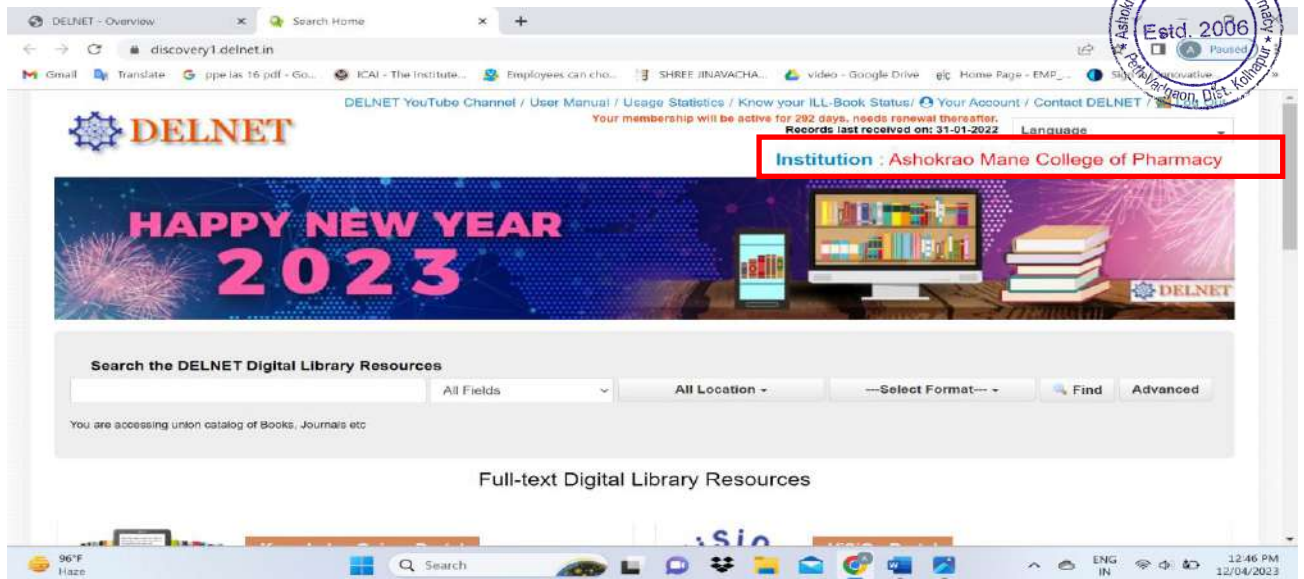 DELNET - Overview
Search Home
discovery1.delnet.in
Paused
Gmail
Translate
ppe ias 16 pdf - Go...
ICAI - The Institute...
Employees can cho...
SHREE JINAVACHA...
video - Google Drive
Home Page - EMP_...
DELNET YouTube Channel / User Manual / Usage Statistics / Know your ILL-Book Status/ Your Account / Contact DELNET /
Your membership will be active for 292 days, needs renewal thereafter.
Records last received on: 31-01-2022
Language
DELNET
Institution : Ashokrao Mane College of Pharmacy
Estd. 2006
HAPPY NEW YEAR
2023
DELNET
Search the DELNET Digital Library Resources
All Fields
All Location
---Select Format---
Find
Advanced
You are accessing union catalog of Books, Journals etc
Full-text Digital Library Resources
96°F
Haze
Search
ENG
IN
12:46 PM
12/04/2023